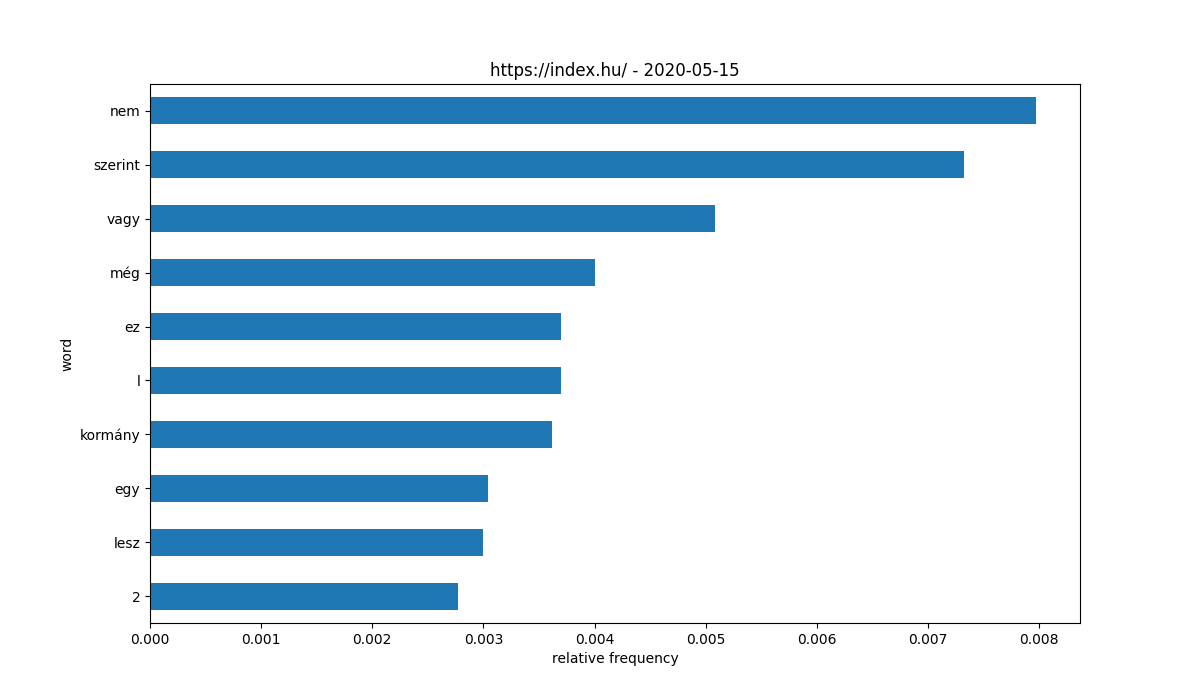 https://index.hu/ - 2020-05-15
nem
szerint
vagy
még
ez
l
kormány
egy
lesz
2
word
0.000 0.001 0.002 0.003 0.004 0.005 0.006 0.007 0.008
relative frequency